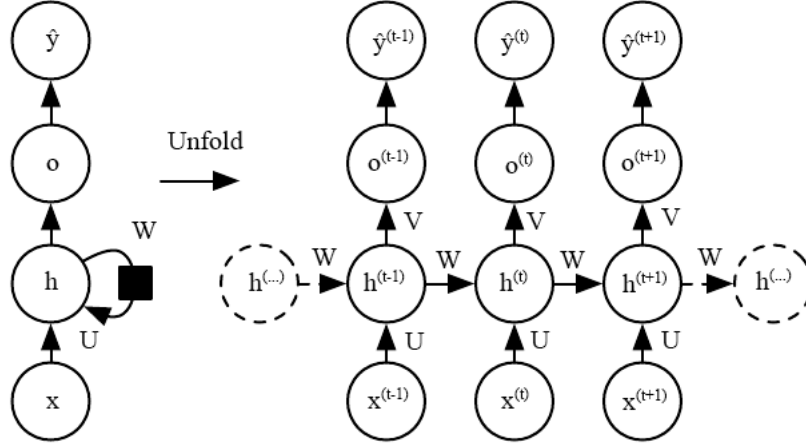 ŷ ŷ(t-1) ŷ(t) ŷ(t+1)
Unfold
o o(t-1) o(t) o(t+1)
W V V V
W W W W
h h(...) h(t-1) h(t) h(t+1) h(...)
U U U U
x x(t-1) x(t) x(t+1)